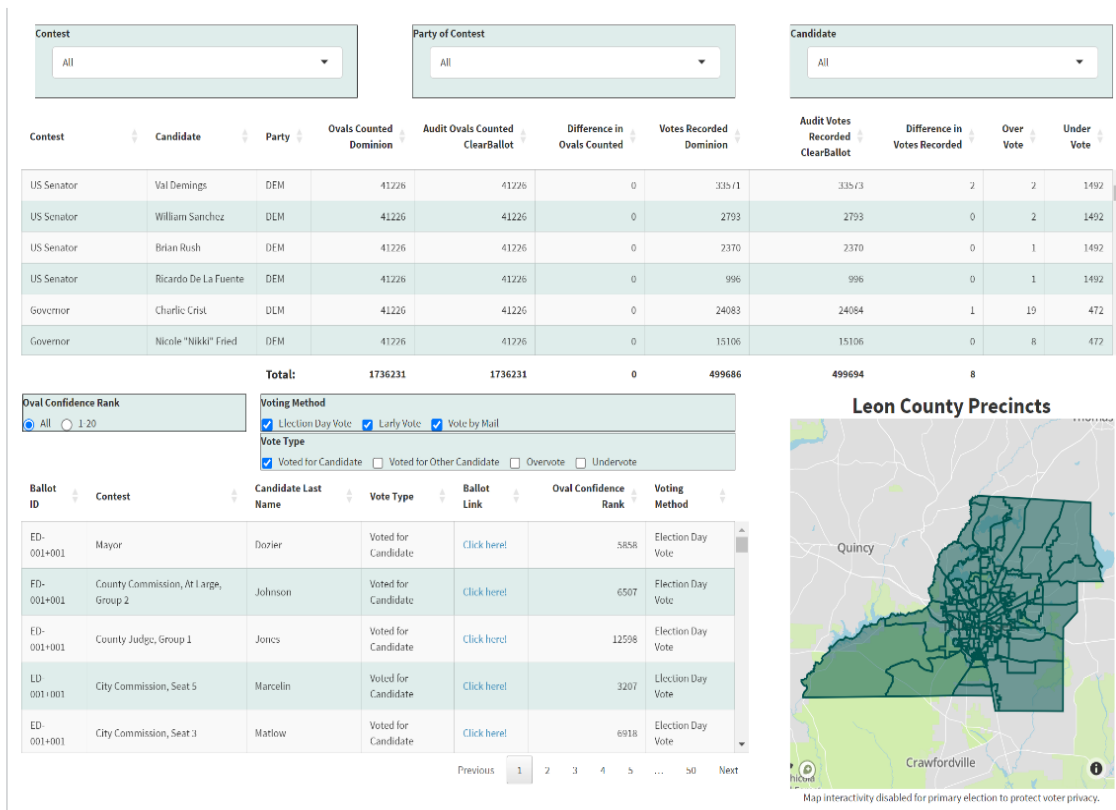 Contest
Party of Contest
Candidate
All
All
All
Contest Candidate Party Ovals Counted Dominion Audit Ovals Counted ClearBallot Difference in Ovals Counted Votes Recorded Dominion Audit Votes Recorded ClearBallot Difference in Votes Recorded Over Vote Under Vote
US Senator Val Demings DEM 41226 41226 0 33571 33573 2 2 1492
US Senator William Sanchez DEM 41226 41226 0 2793 2793 0 2 1492
US Senator Brian Rush DEM 41226 41226 0 2370 2370 0 1 1492
US Senator Ricardo De La Fuente DEM 41226 41226 0 996 996 0 1 1492
Governor Charlie Crist DEM 41226 41226 0 24083 24084 1 19 472
Governor Nicole "Nikki" Fried DEM 41226 41226 0 15106 15106 0 8 472
Total: 1736231 1736231 0 499686 499694 8
Oval Confidence Rank
All 1-20
Voting Method
Election Day Vote Early Vote Vote by Mail
Vote Type
Voted for Candidate Voted for Other Candidate Overvote Undervote
Ballot ID Contest Candidate Last Name Vote Type Ballot Link Oval Confidence Rank Voting Method
ED-001+001 Mayor Dozier Voted for Candidate Click here! 5858 Election Day Vote
ED-001+001 County Commission, At Large, Group 2 Johnson Voted for Candidate Click here! 6507 Election Day Vote
ED-001+001 County Judge, Group 1 Jones Voted for Candidate Click here! 12598 Election Day Vote
ED-001+001 City Commission, Seat 5 Marcelin Voted for Candidate Click here! 3207 Election Day Vote
ED-001+001 City Commission, Seat 3 Matlow Voted for Candidate Click here! 6918 Election Day Vote
Previous 1 2 3 4 5 ... 50 Next
Leon County Precincts
Quincy
Crawfordville
Map interactivity disabled for primary election to protect voter privacy.